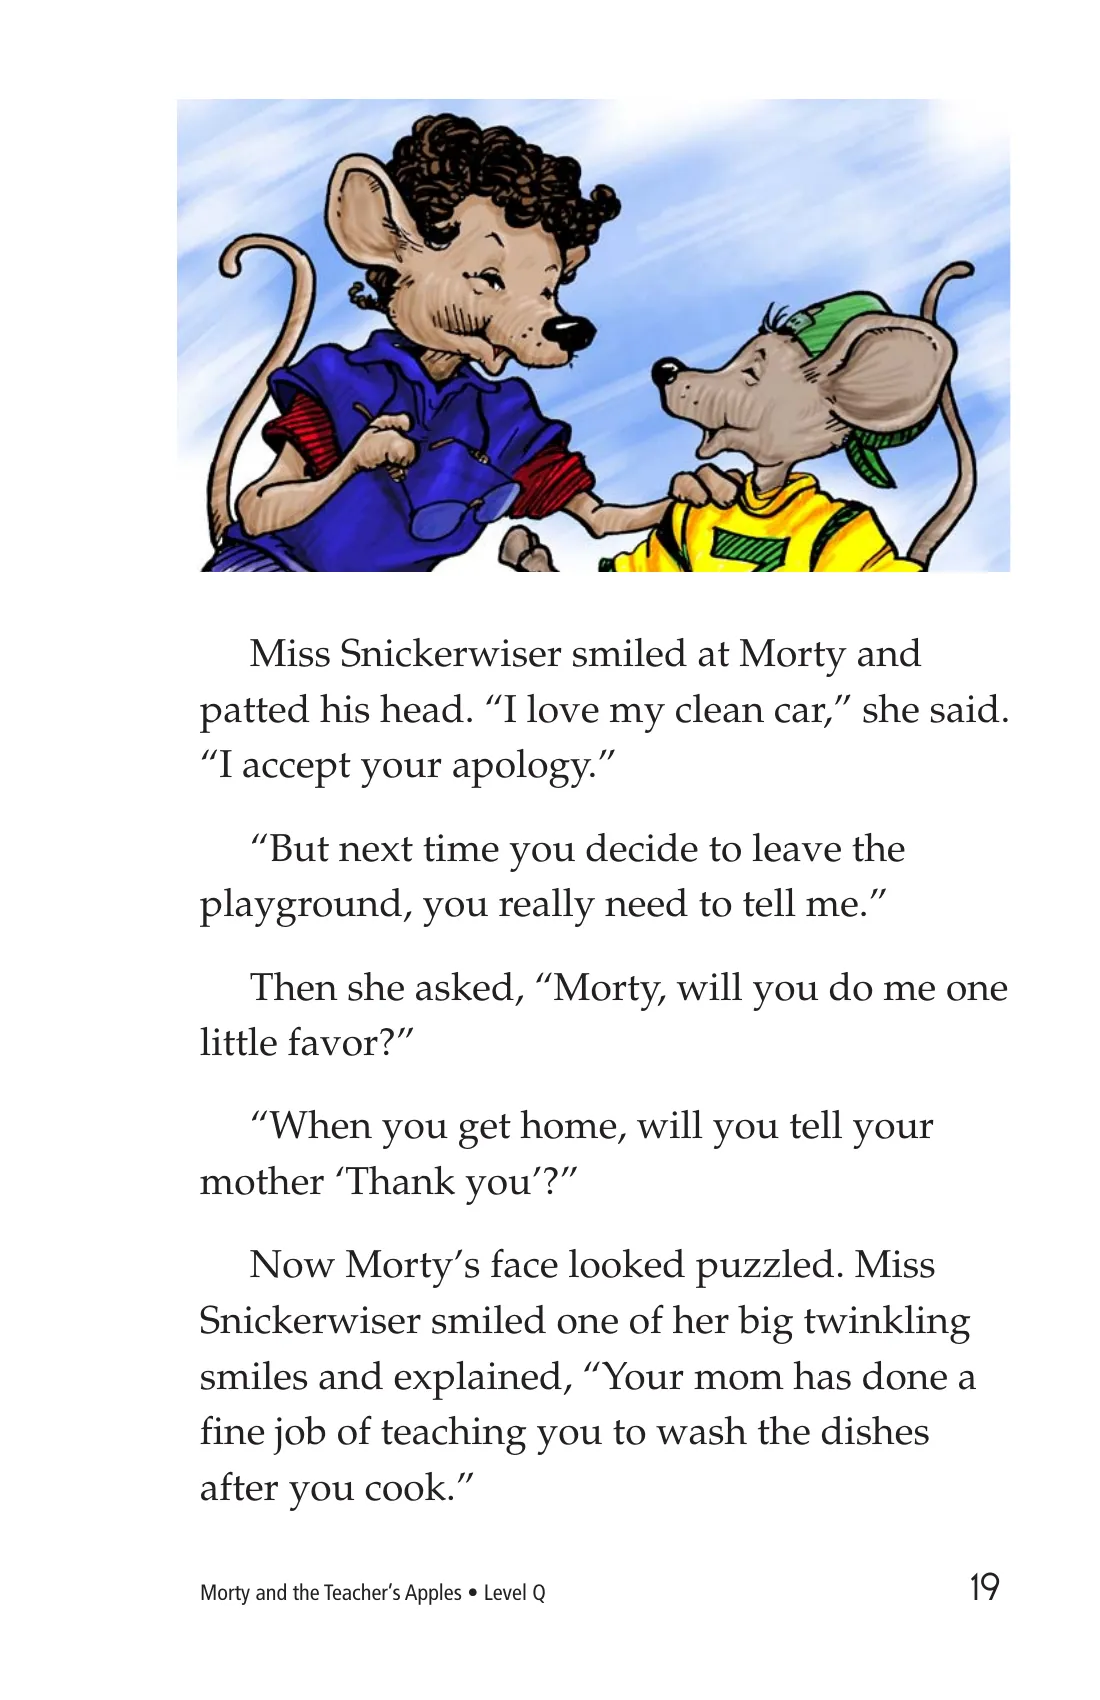 Miss Snickerwiser smiled at Morty and
patted his head. “I love my clean car,” she said.
“I accept your apology.”
“But next time you decide to leave the
playground, you really need to tell me.”
Then she asked, “Morty, will you do me one
little favor?”
“When you get home, will you tell your
mother ‘Thank you’?”
Now Morty’s face looked puzzled. Miss
Snickerwiser smiled one of her big twinkling
smiles and explained, “Your mom has done a
fine job of teaching you to wash the dishes
after you cook.”
Morty and the Teacher’s Apples • Level Q
19